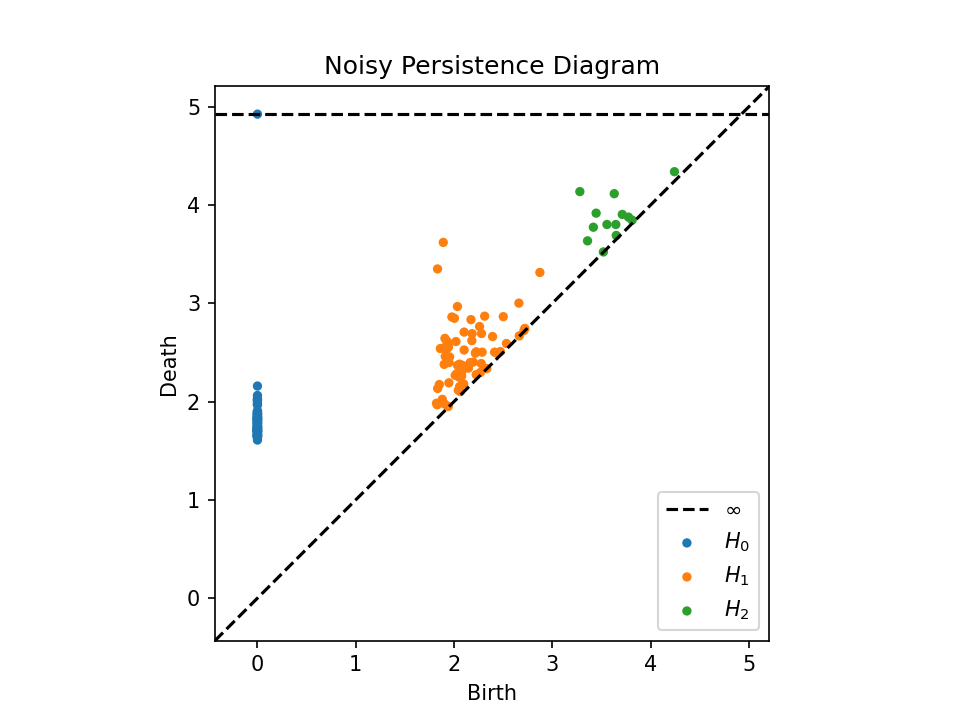 Noisy Persistence Diagram
Death
5
4
3
2
1
0
0 1 2 3 4 5
Birth
∞
H₀
H₁
H₂